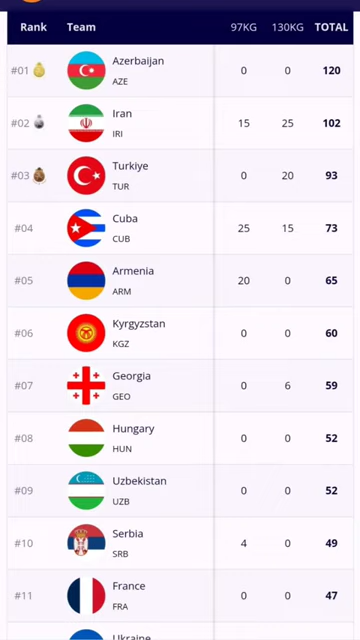 Rank Team 97KG 130KG TOTAL
#01 Azerbaijan AZE 0 0 120
#02 Iran IRI 15 25 102
#03 Turkiye TUR 0 20 93
#04 Cuba CUB 25 15 73
#05 Armenia ARM 20 0 65
#06 Kyrgyzstan KGZ 0 0 60
#07 Georgia GEO 0 6 59
#08 Hungary HUN 0 0 52
#09 Uzbekistan UZB 0 0 52
#10 Serbia SRB 4 0 49
#11 France FRA 0 0 47
Ukraine